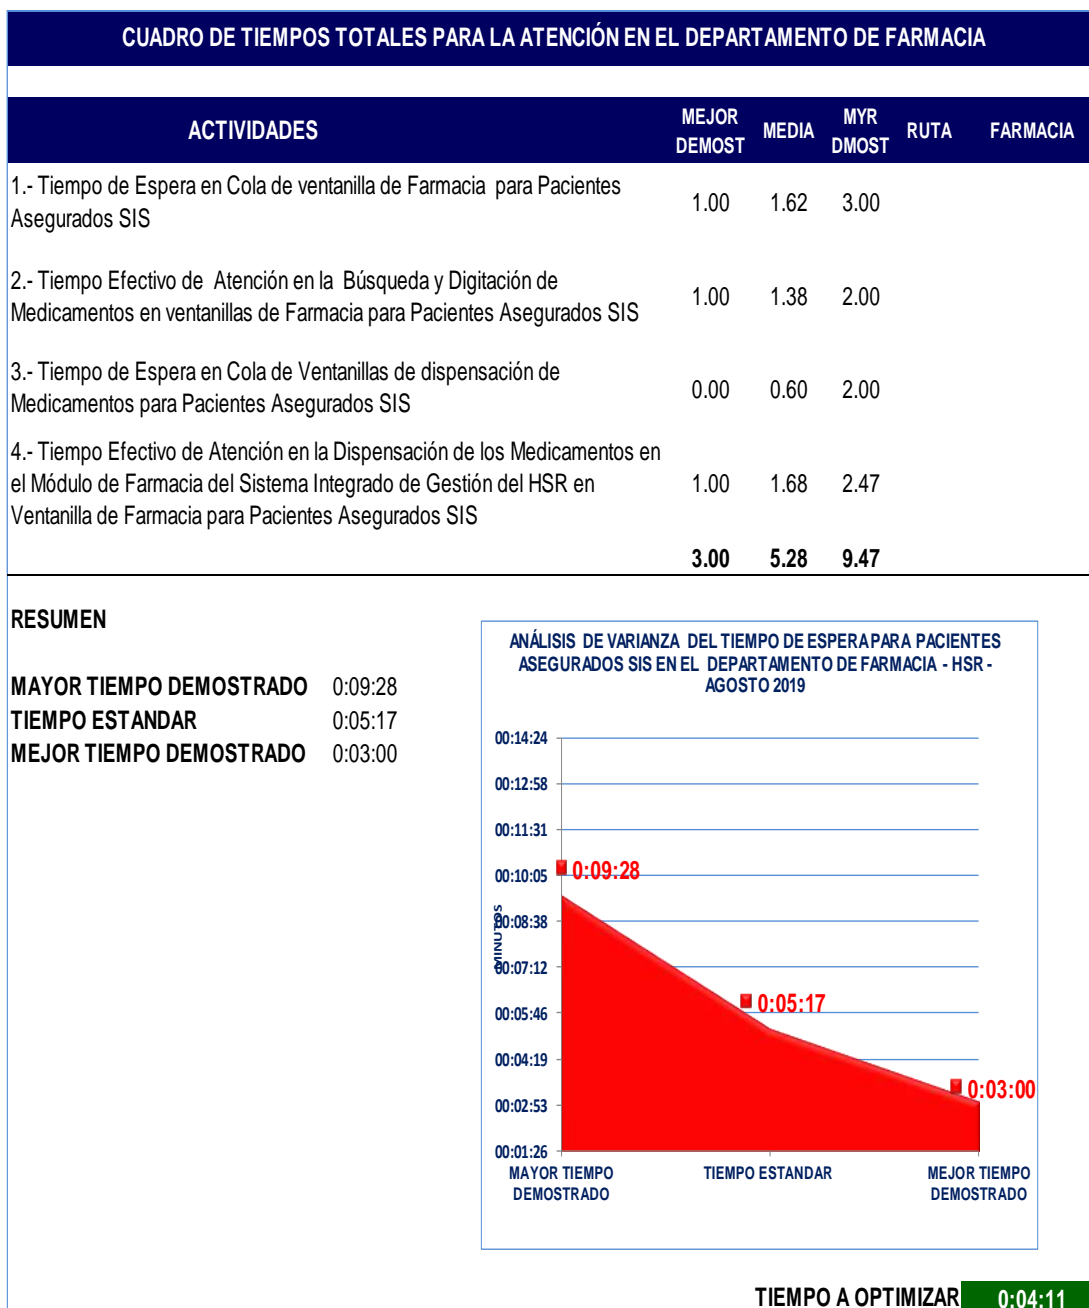 CUADRO DE TIEMPOS TOTALES PARA LA ATENCIÓN EN EL DEPARTAMENTO DE FARMACIA
ACTIVIDADES MEJOR DEMOST MEDIA MYR DMOST RUTA FARMACIA
1.- Tiempo de Espera en Cola de ventanilla de Farmacia para Pacientes
Asegurados SIS 1.00 1.62 3.00
2.- Tiempo Efectivo de Atención en la Búsqueda y Digitación de
Medicamentos en ventanillas de Farmacia para Pacientes Asegurados SIS 1.00 1.38 2.00
3.- Tiempo de Espera en Cola de Ventanillas de dispensación de
Medicamentos para Pacientes Asegurados SIS 0.00 0.60 2.00
4.- Tiempo Efectivo de Atención en la Dispensación de los Medicamentos en
el Módulo de Farmacia del Sistema Integrado de Gestión del HSR en 1.00 1.68 2.47
Ventanilla de Farmacia para Pacientes Asegurados SIS
3.00 5.28 9.47
RESUMEN
MAYOR TIEMPO DEMOSTRADO 0:09:28
TIEMPO ESTANDAR 0:05:17
MEJOR TIEMPO DEMOSTRADO 0:03:00
ANÁLISIS DE VARIANZA DEL TIEMPO DE ESPERA PARA PACIENTES
ASEGURADOS SIS EN EL DEPARTAMENTO DE FARMACIA - HSR -
AGOSTO 2019
MINUTOS
00:14:24
00:12:58
00:11:31
00:10:05
00:08:38
00:07:12
00:05:46
00:04:19
00:02:53
00:01:26
0:09:28
0:05:17
0:03:00
MAYOR TIEMPO
DEMOSTRADO
TIEMPO ESTANDAR
MEJOR TIEMPO
DEMOSTRADO
TIEMPO A OPTIMIZAR 0:04:11